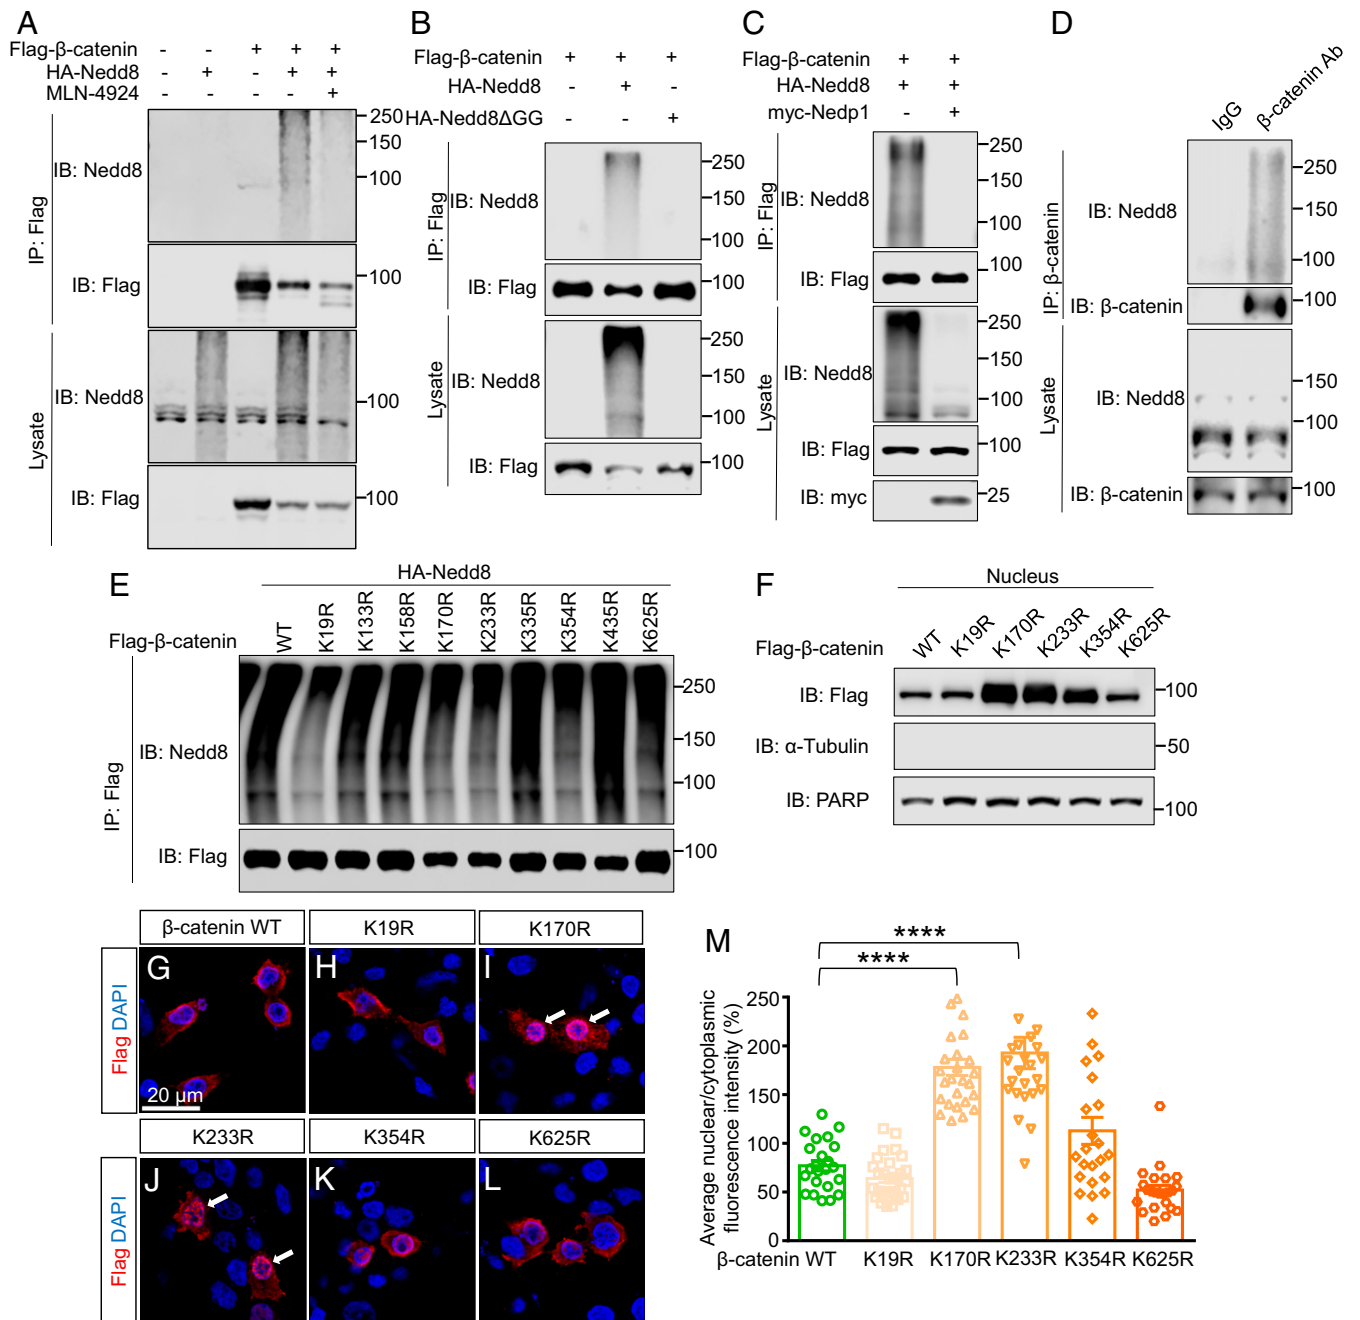 A
Flag-β-catenin - - + + +
HA-Nedd8 - + - + +
MLN-4924 - - - - +
IP: Flag
IB: Nedd8
250
150
100
IB: Flag
100
Lysate
IB: Nedd8
100
IB: Flag
100
B
Flag-β-catenin + + +
HA-Nedd8 - + -
HA-Nedd8ΔGG - - +
IP: Flag
IB: Nedd8
250
150
100
IB: Flag
100
Lysate
IB: Nedd8
250
150
100
IB: Flag
100
C
Flag-β-catenin + +
HA-Nedd8 + +
myc-Nedp1 - +
IP: Flag
IB: Nedd8
250
150
100
IB: Flag
100
Lysate
IB: Nedd8
250
150
100
IB: Flag
100
IB: myc
25
D
IgG
β-catenin Ab
IP: β-catenin
IB: Nedd8
250
150
100
IB: β-catenin
100
Lysate
IB: Nedd8
150
100
IB: β-catenin
100
E
HA-Nedd8
Flag-β-catenin WT K19R K133R K158R K170R K233R K335R K354R K435R K625R
IP: Flag
IB: Nedd8
250
150
100
IB: Flag
100
F
Nucleus
Flag-β-catenin WT K19R K170R K233R K354R K625R
IB: Flag
100
IB: α-Tubulin
50
IB: PARP
100
β-catenin WT K19R K170R
Flag DAPI
G H I
20 μm
K233R K354R K625R
Flag DAPI
J K L
M
Average nuclear/cytoplasmic
fluorescence intensity (%)
****
****
250
200
150
100
50
0
β-catenin WT K19R K170R K233R K354R K625R